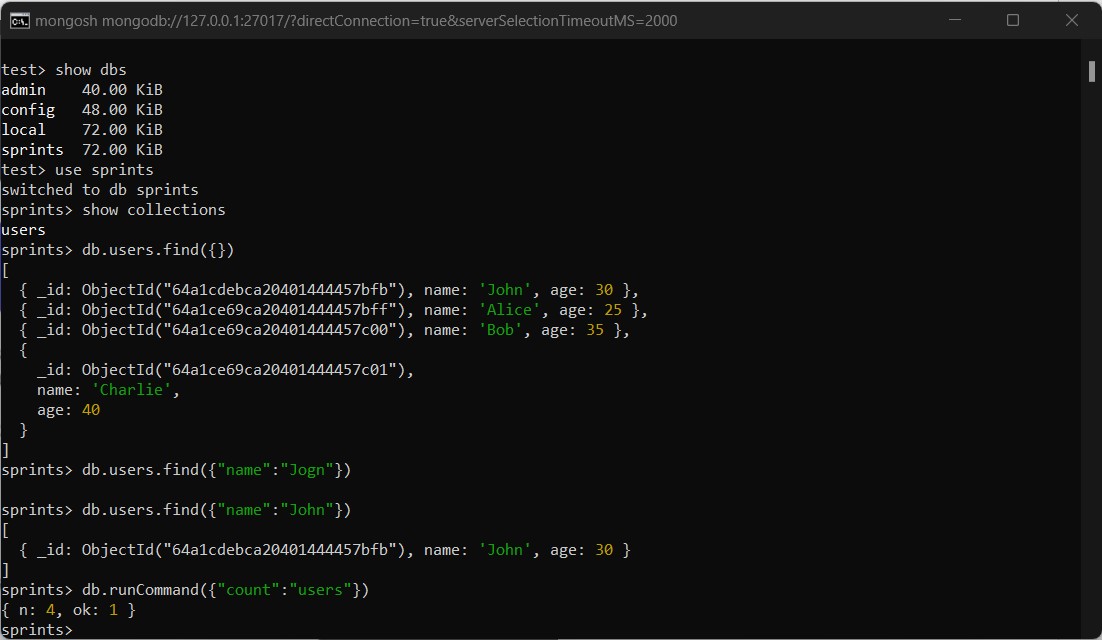 mongosh mongodb://127.0.0.1:27017/?directConnection=true&serverSelectionTimeoutMS=2000
test> show dbs
admin    40.00 KiB
config   48.00 KiB
local    72.00 KiB
sprints  72.00 KiB
test> use sprints
switched to db sprints
sprints> show collections
users
sprints> db.users.find({})
[
  { _id: ObjectId("64a1cdebca20401444457bfb"), name: 'John', age: 30 },
  { _id: ObjectId("64a1ce69ca20401444457bff"), name: 'Alice', age: 25 },
  { _id: ObjectId("64a1ce69ca20401444457c00"), name: 'Bob', age: 35 },
  {
    _id: ObjectId("64a1ce69ca20401444457c01"),
    name: 'Charlie',
    age: 40
  }
]
sprints> db.users.find({"name":"Jogn"})

sprints> db.users.find({"name":"John"})
[
  { _id: ObjectId("64a1cdebca20401444457bfb"), name: 'John', age: 30 }
]
sprints> db.runCommand({"count":"users"})
{ n: 4, ok: 1 }
sprints>